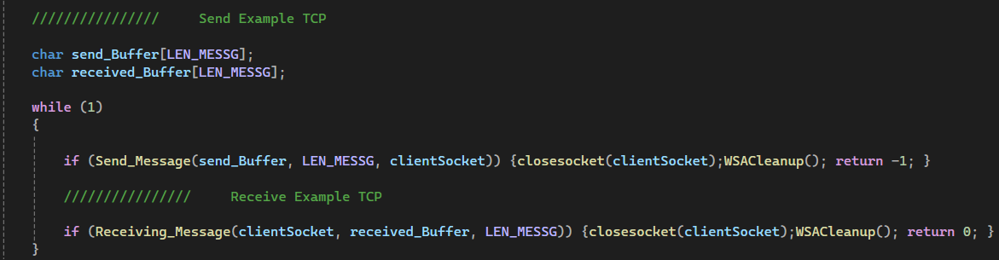 ////////////////     Send Example TCP
char send_Buffer[LEN_MESSG];
char received_Buffer[LEN_MESSG];
while (1)
{
if (Send_Message(send_Buffer, LEN_MESSG, clientSocket)) {closesocket(clientSocket);WSACleanup(); return -1; }
////////////////     Receive Example TCP
if (Receiving_Message(clientSocket, received_Buffer, LEN_MESSG)) {closesocket(clientSocket);WSACleanup(); return 0; }
}